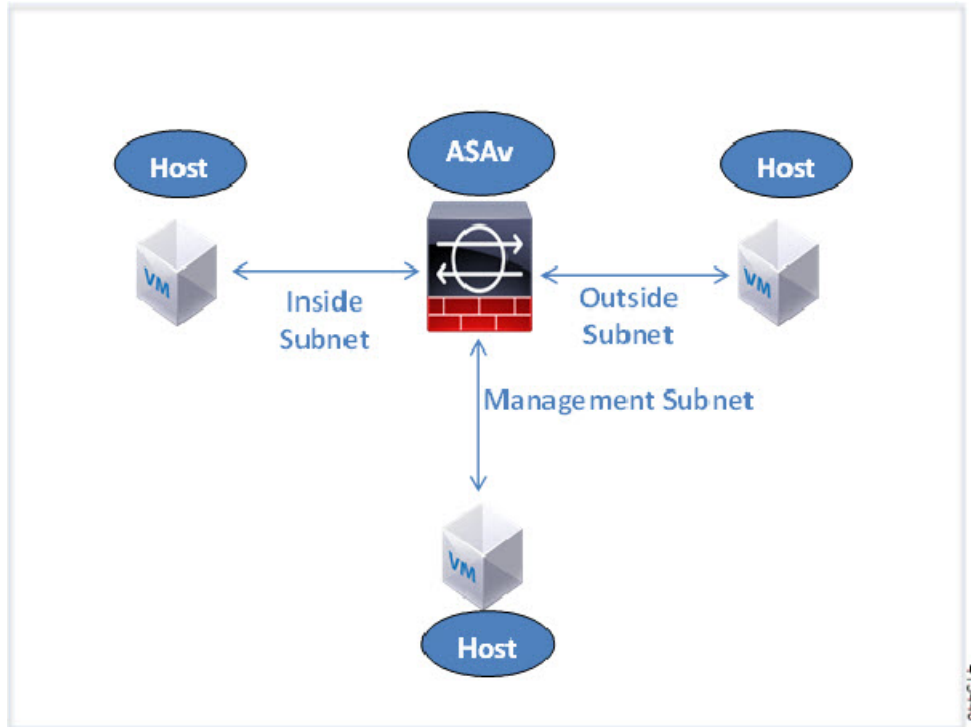 Host
ASAv
Host
VM
VM
Inside
Subnet
Outside
Subnet
Management Subnet
VM
Host